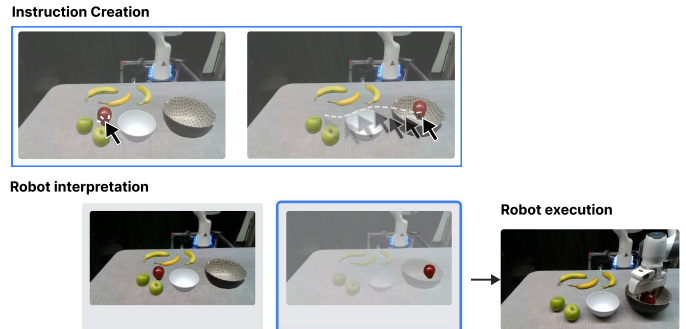 Instruction Creation
Robot interpretation
Robot execution